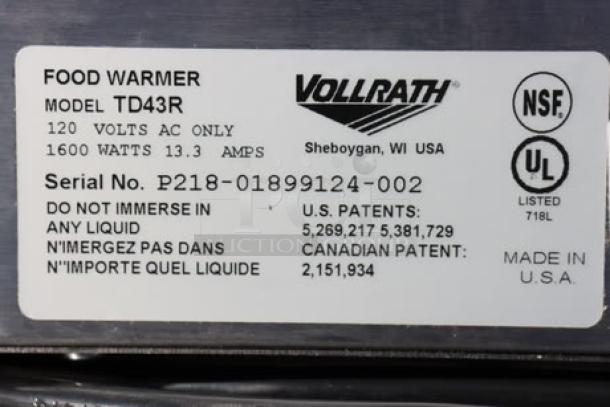 FOOD WARMER
MODEL TD43R
120 VOLTS AC ONLY
1600 WATTS 13.3 AMPS
VOLLRATH
Sheboygan, WI USA
NSF
UL
LISTED
718L
Serial No. P218-01899124-002
DO NOT IMMERSE IN
ANY LIQUID
N'IMERGEZ PAS DANS
N''IMPORTE QUEL LIQUIDE
U.S. PATENTS:
5,269,217 5,381,729
CANADIAN PATENT:
2,151,934
MADE IN
U.S.A.